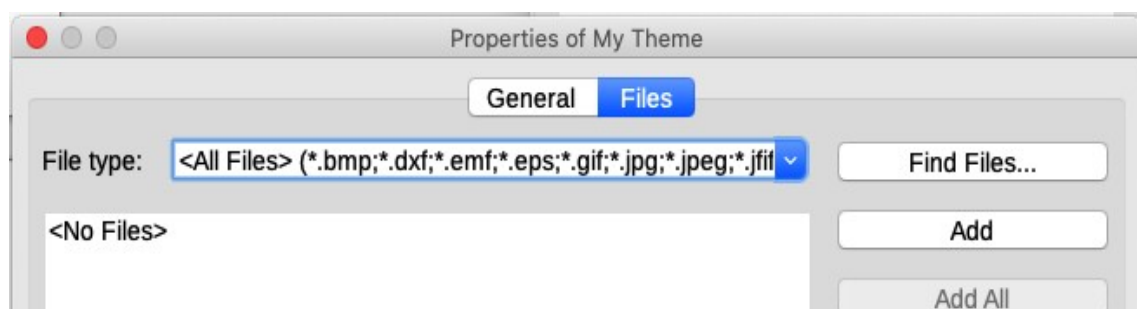 Properties of My Theme
General Files
File type: <All Files> (*.bmp;*.dxf;*.emf;*.eps;*.gif;*.jpg;*.jpeg;*.jfif Find Files...
<No Files> Add
Add All